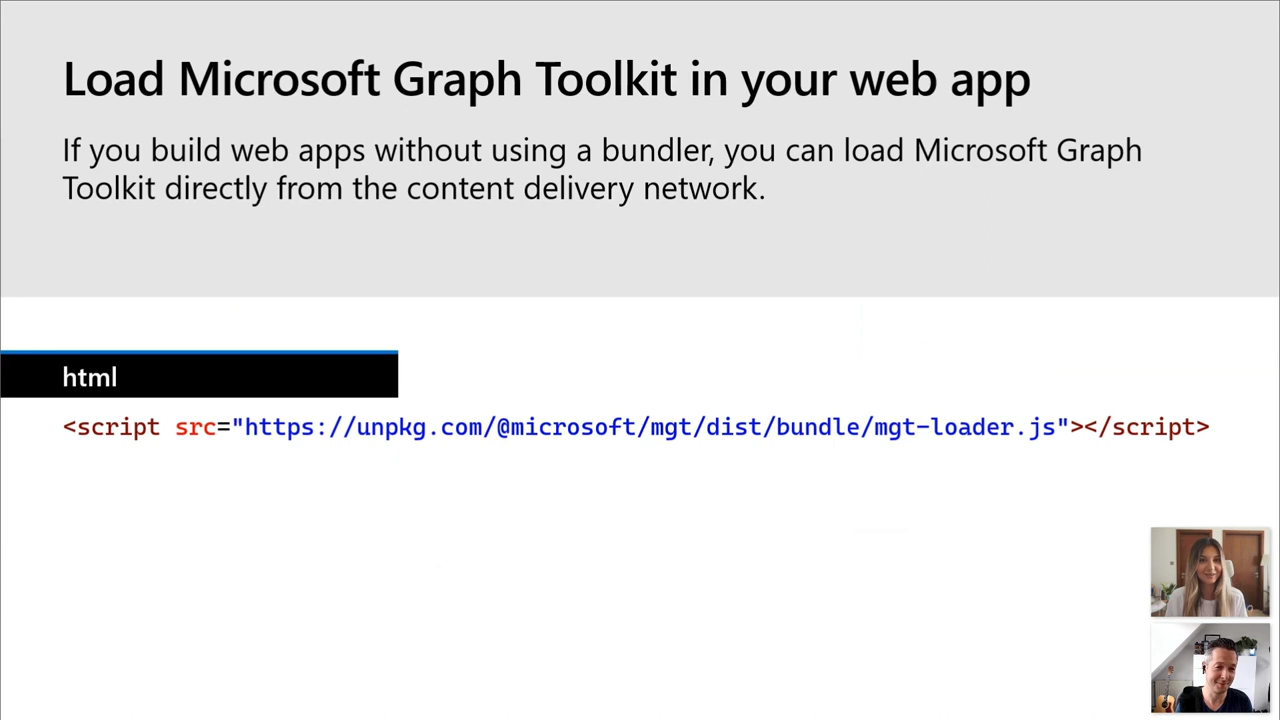 Load Microsoft Graph Toolkit in your web app
If you build web apps without using a bundler, you can load Microsoft Graph
Toolkit directly from the content delivery network.
html
<script src="https://unpkg.com/@microsoft/mgt/dist/bundle/mgt-loader.js"></script>